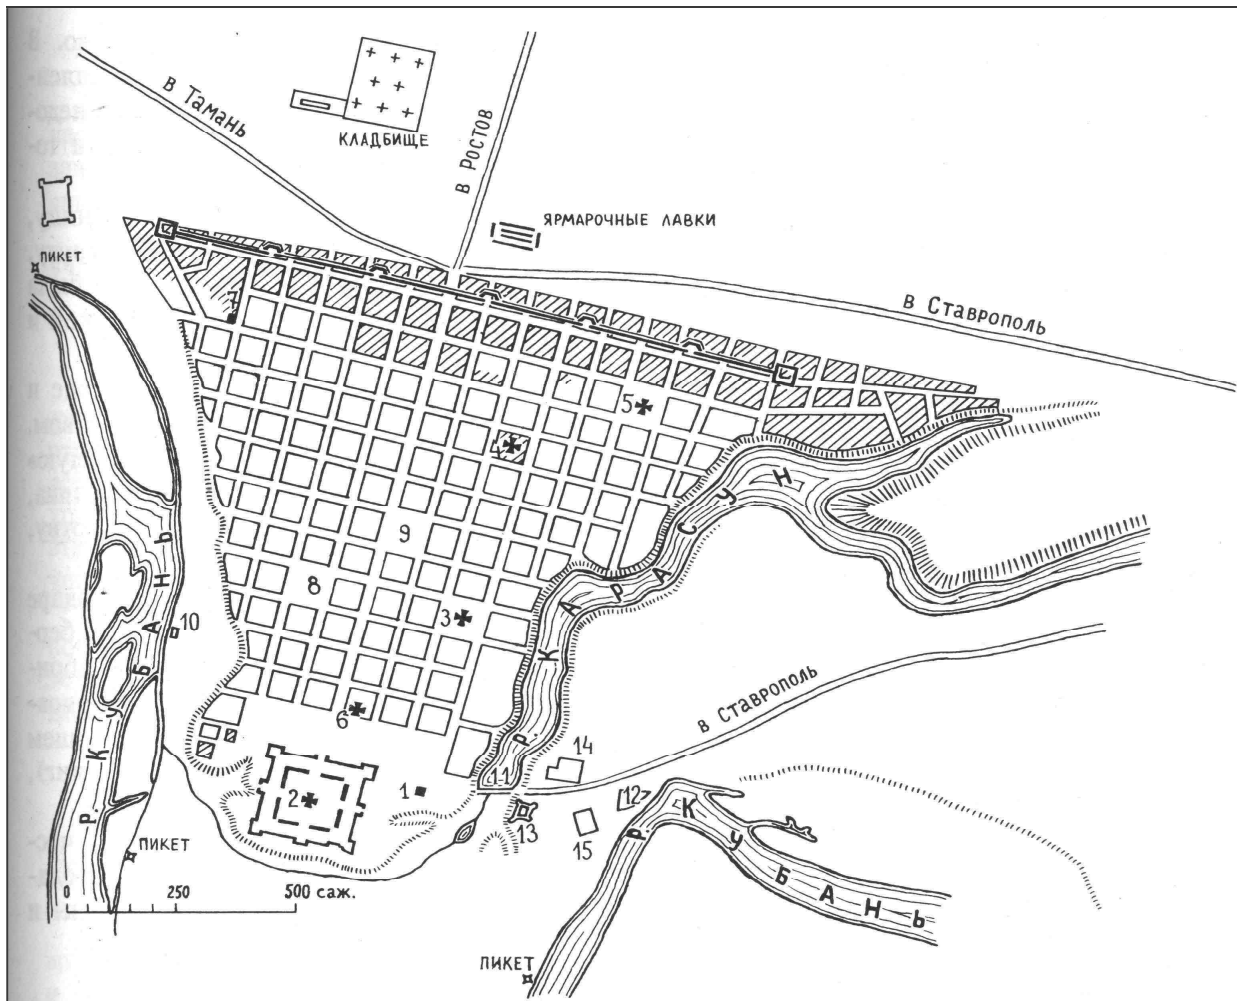 в Тамань
КЛАДБИЩЕ
в Ростов
ЯРМАРОЧНЫЕ ЛАВКИ
ПИКЕТ
в Ставрополь
7
5
9
8
3
10
6
Р. КУБАНЬ
Р. КАРАСУН
в Ставрополь
14
11
1
2
12
13
15
Р. КУБАНЬ
ПИКЕТ
0 250 500 саж.
ПИКЕТ